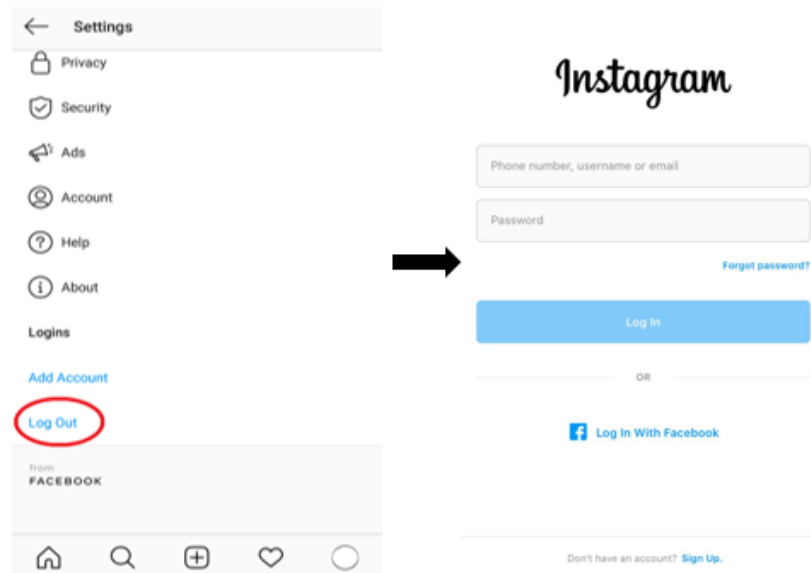 Settings
Privacy
Security
Ads
Account
Help
About
Logins
Add Account
Log Out
from
FACEBOOK
Instagram
Phone number, username or email
Password
Forgot password?
Log In
OR
Log In With Facebook
Don't have an account? Sign Up.